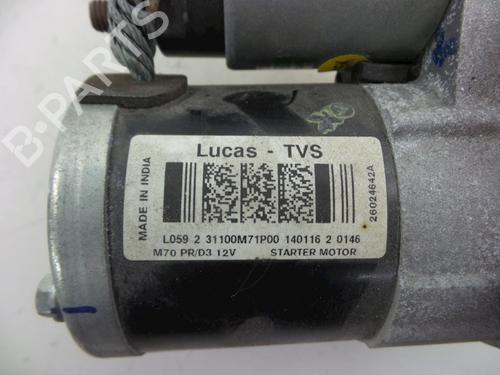 B-PARTS
Lucas - TVS
MADE IN INDIA
26024642A
L059 2 31100M71P00 140116 2 0146
M70 PR/D3 12V STARTER MOTOR